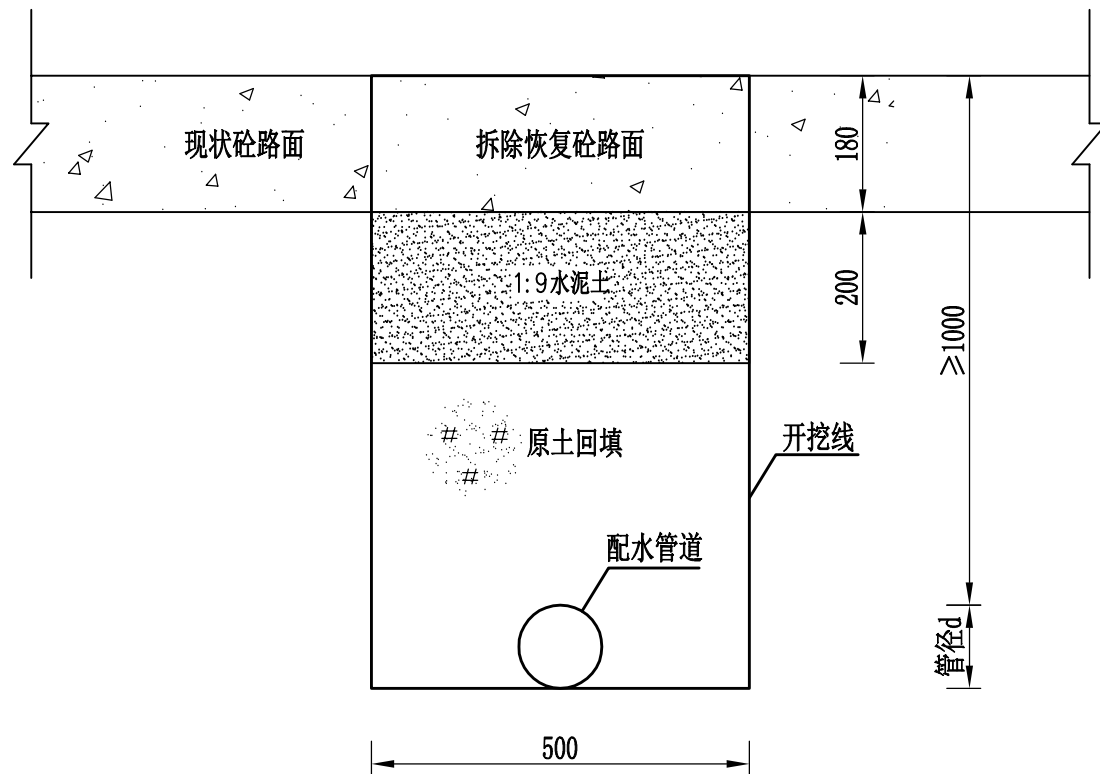 现状砼路面
拆除恢复砼路面
180
1:9水泥土
200
≥1000
原土回填
开挖线
配水管道
管径d
500